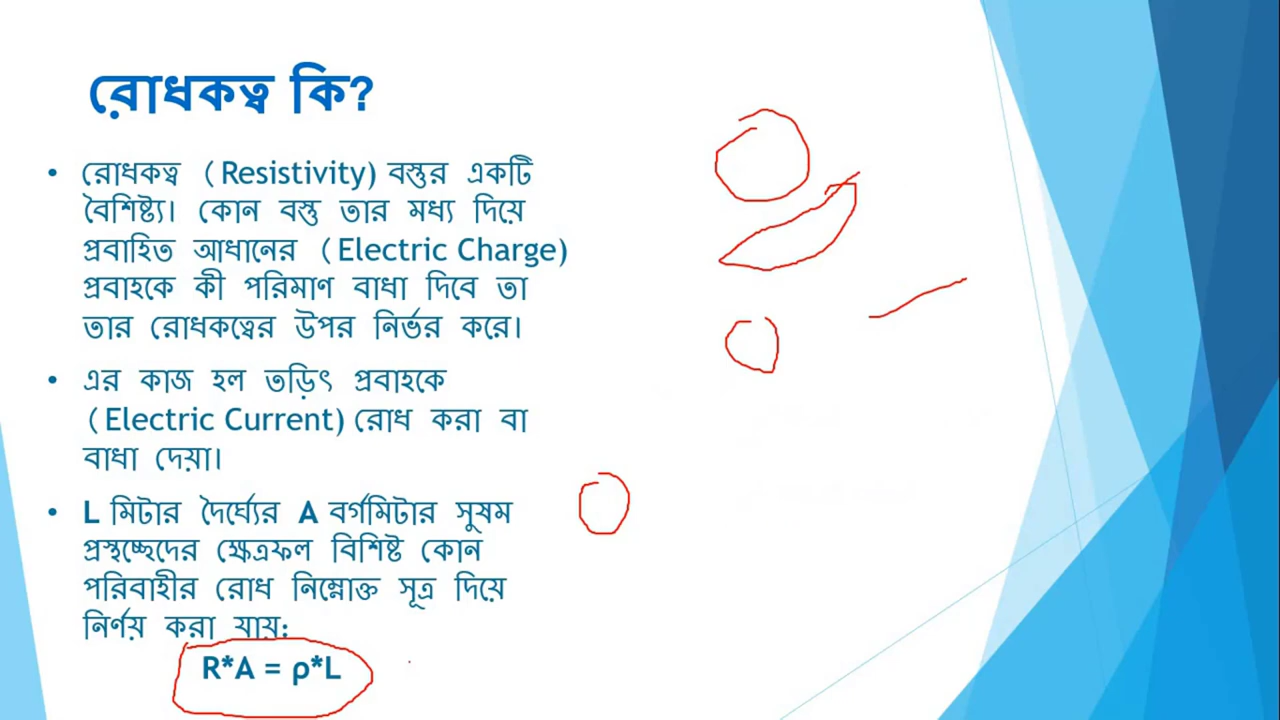 রোধকত্ব কি?
• রোধকত্ব (Resistivity) বস্তুর একটি
বৈশিষ্ট্য। কোন বস্তু তার মধ্য দিয়ে
প্রবাহিত আধানের (Electric Charge)
প্রবাহকে কী পরিমাণ বাধা দিবে তা
তার রোধকত্বের উপর নির্ভর করে।
• এর কাজ হল তড়িৎ প্রবাহকে
(Electric Current) রোধ করা বা
বাধা দেয়া।
• L মিটার দৈর্ঘ্যের A বর্গমিটার সুষম
প্রস্থচ্ছেদের ক্ষেত্রফল বিশিষ্ট কোন
পরিবাহীর রোধ নিম্নোক্ত সূত্র দিয়ে
নির্ণয় করা যায়:
R*A = ρ*L